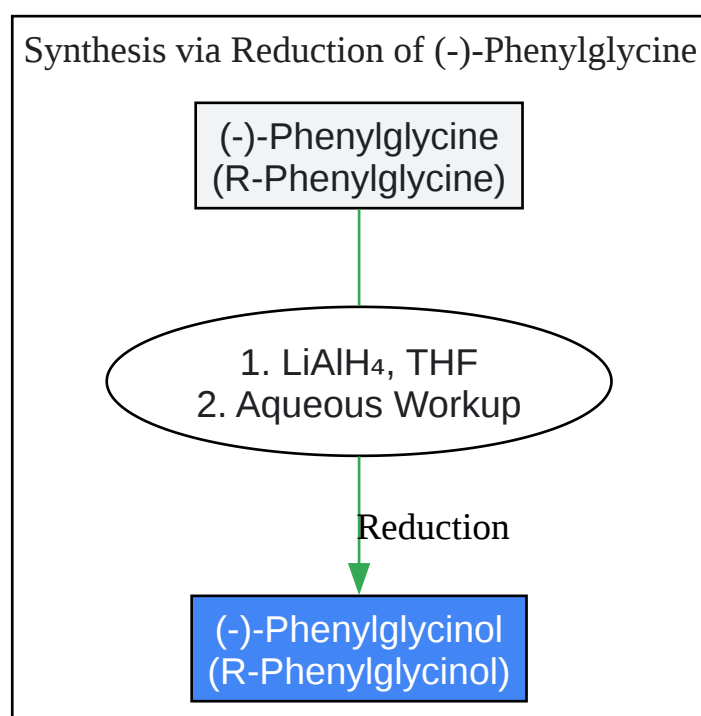 Synthesis via Reduction of (-)-Phenylglycine
(-)-Phenylglycine
(R-Phenylglycine)
1. LiAlH₄, THF
2. Aqueous Workup
Reduction
(-)-Phenylglycinol
(R-Phenylglycinol)